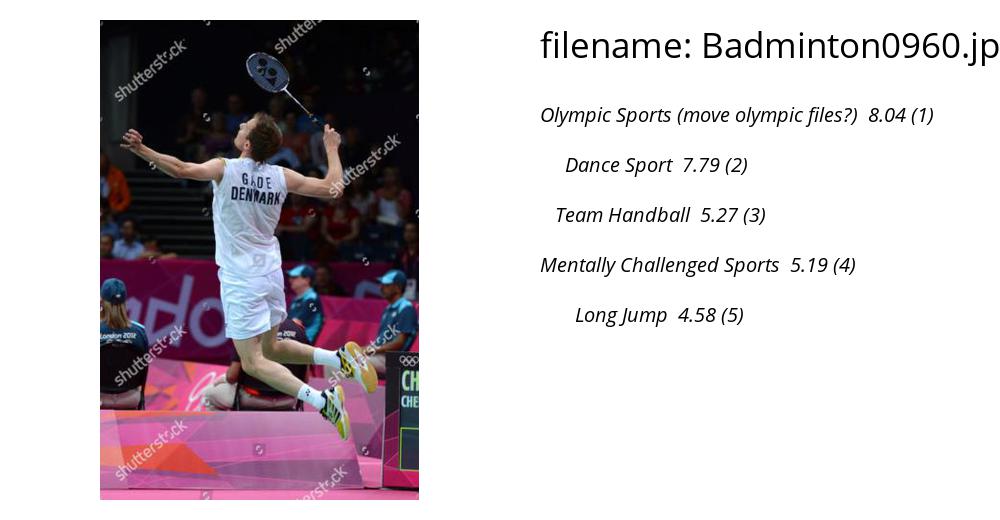 shutterstock
shutterstock
shutterstock
GADE
DENMARK
ndo
London 2012
2012
shutterstock
shutterstock
CH
CHE
shutterstock
shutterstock
filename: Badminton0960.jp
Olympic Sports (move olympic files?) 8.04 (1)
Dance Sport 7.79 (2)
Team Handball 5.27 (3)
Mentally Challenged Sports 5.19 (4)
Long Jump 4.58 (5)